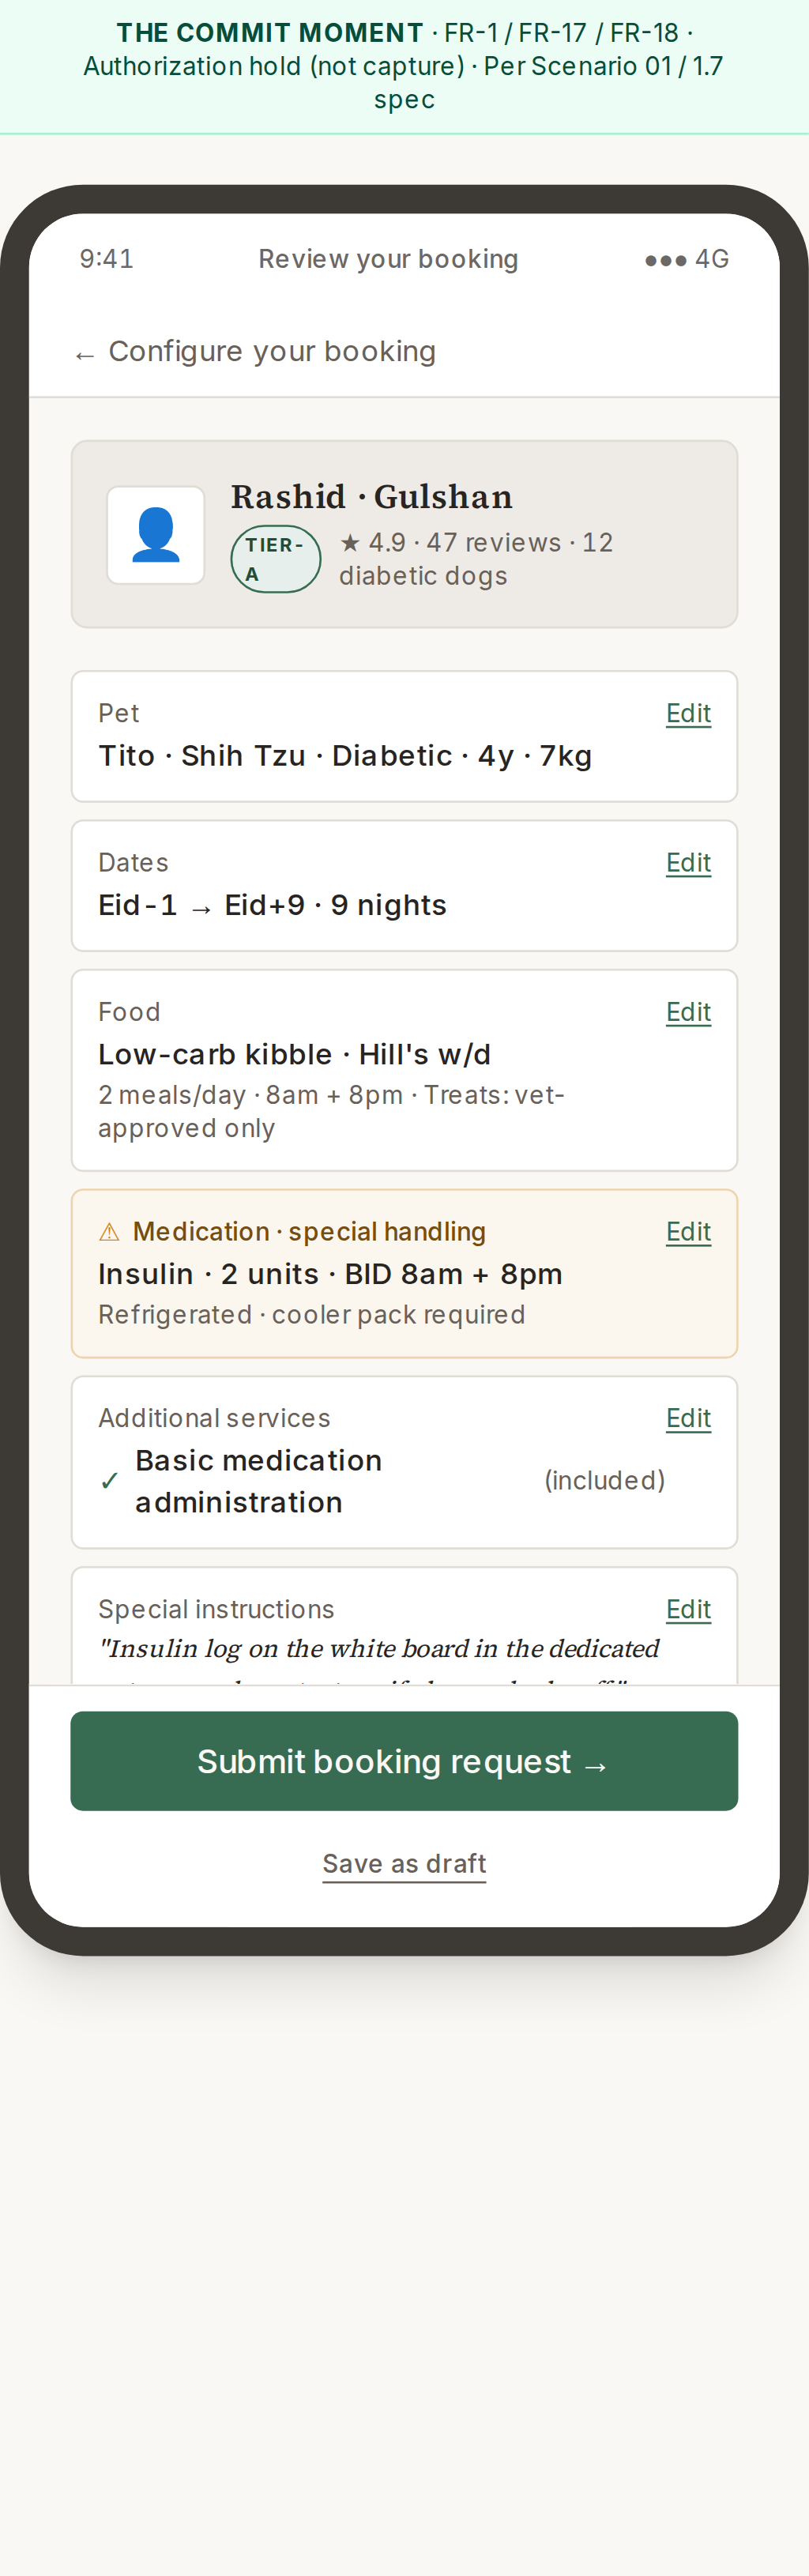 THE COMMIT MOMENT · FR-1 / FR-17 / FR-18 ·
Authorization hold (not capture) · Per Scenario 01 / 1.7
spec
9:41 Review your booking ●●● 4G
← Configure your booking
Rashid · Gulshan
TIER-
A
★ 4.9 · 47 reviews · 12
diabetic dogs
Pet Edit
Tito · Shih Tzu · Diabetic · 4y · 7kg
Dates Edit
Eid-1 → Eid+9 · 9 nights
Food Edit
Low-carb kibble · Hill's w/d
2 meals/day · 8am + 8pm · Treats: vet-
approved only
⚠ Medication · special handling Edit
Insulin · 2 units · BID 8am + 8pm
Refrigerated · cooler pack required
Additional services Edit
✓ Basic medication
administration
(included)
Special instructions Edit
"Insulin log on the white board in the dedicated
Submit booking request →
Save as draft